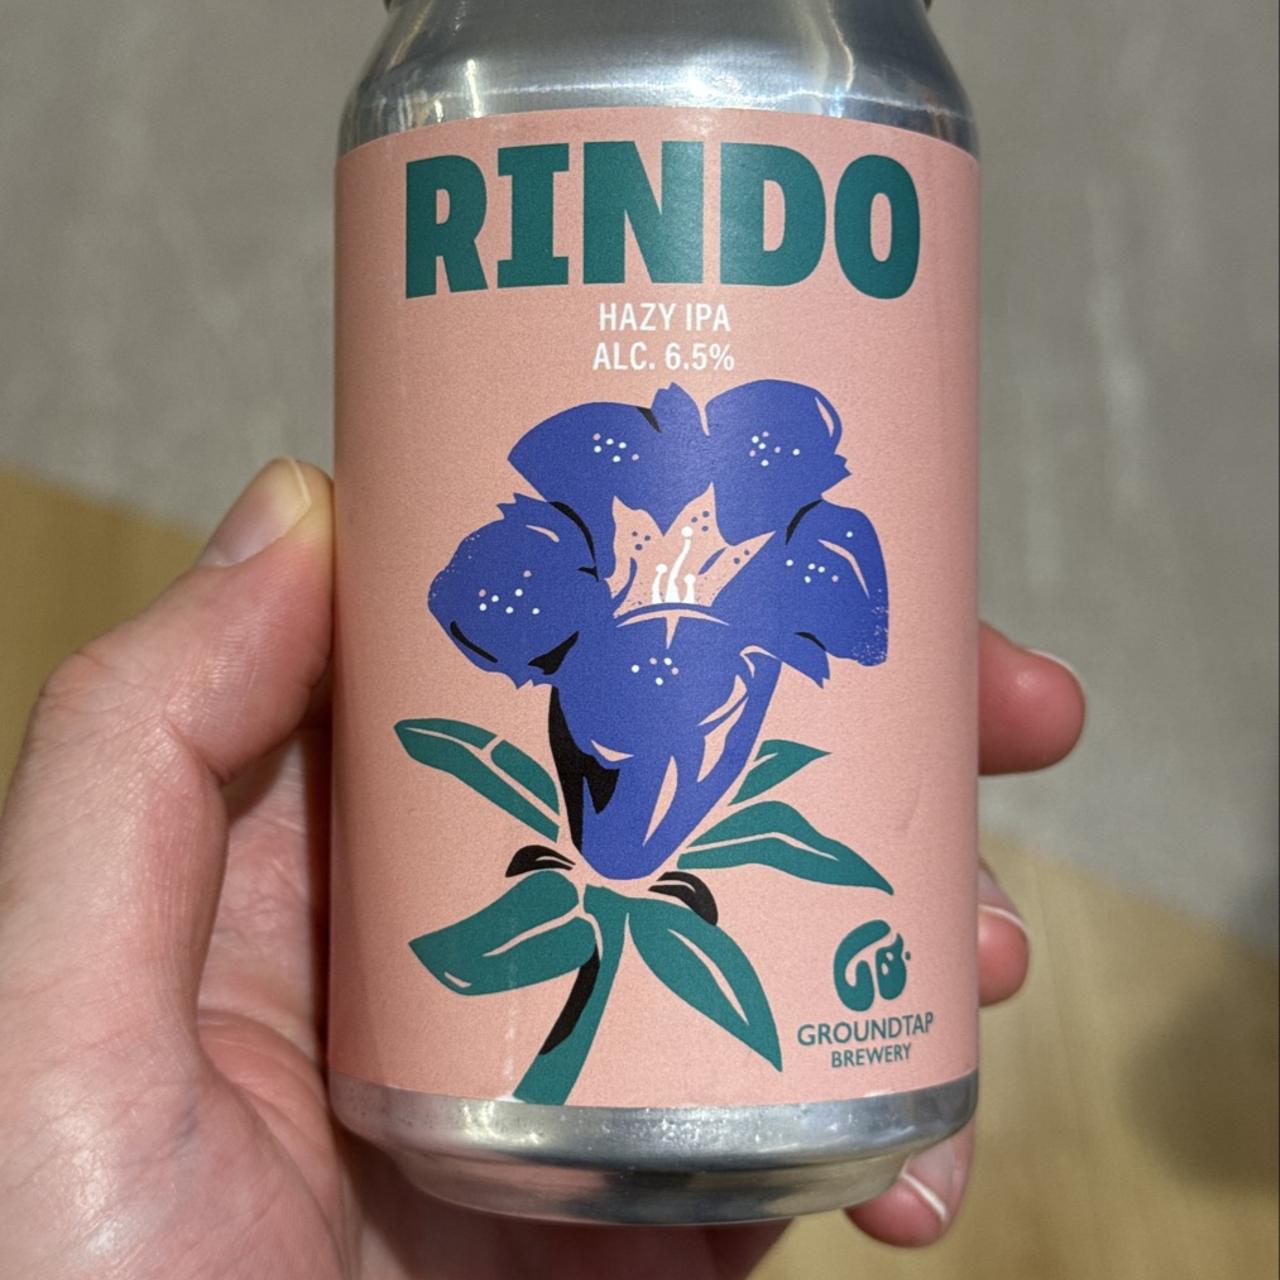 RINDO
HAZY IPA
ALC. 6.5%
GROUNDTAP
BREWERY